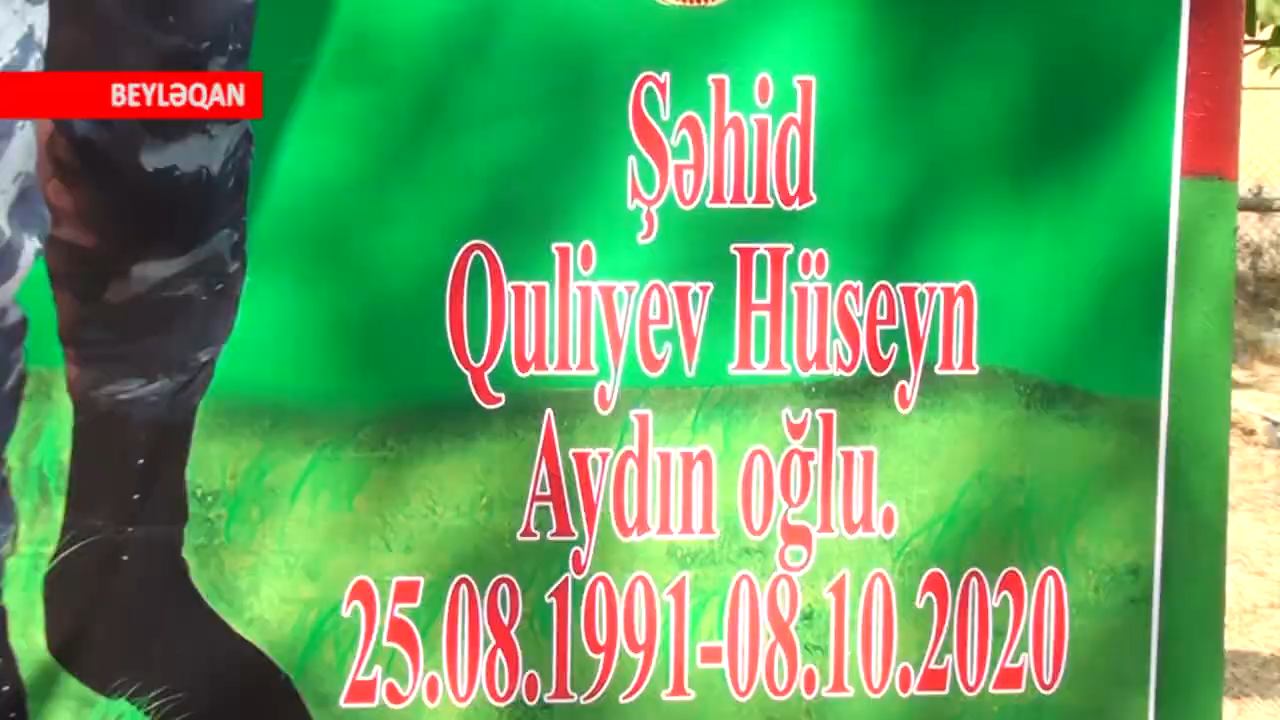 BEYLƏQAN
Şəhid
Quliyev Hüseyn
Aydın oğlu.
25.08.1991-08.10.2020